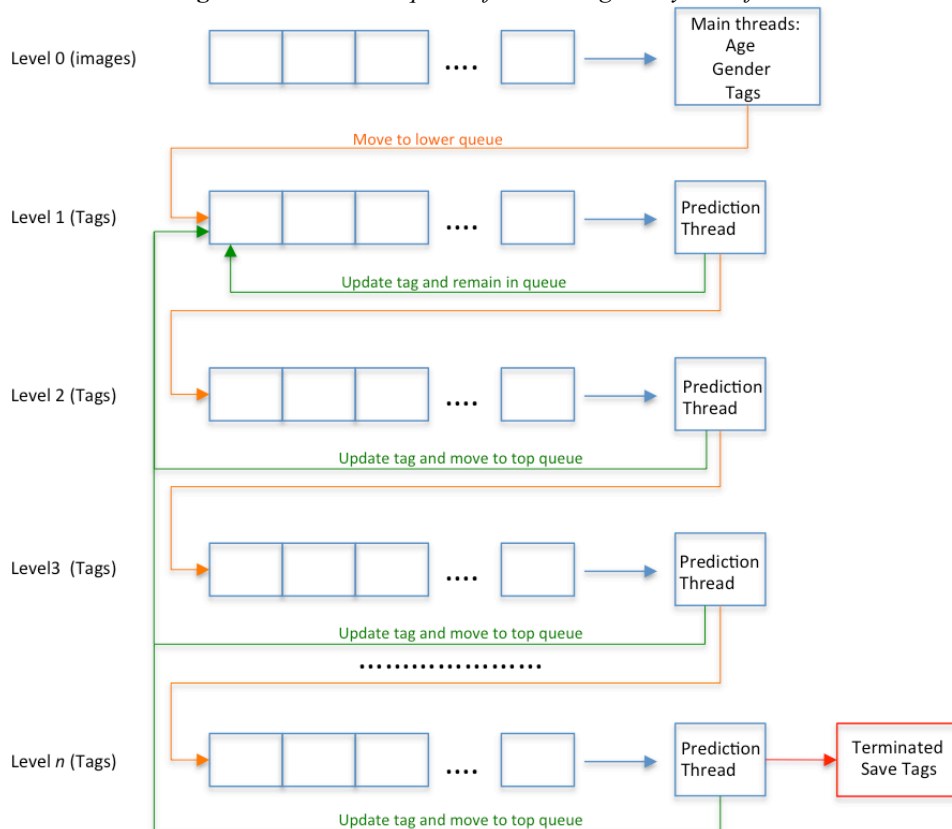 Main threads:
Age
Gender
Tags
Level 0 (images)
....
Move to lower queue
Level 1 (Tags)
....
Prediction
Thread
Update tag and remain in queue
Level 2 (Tags)
....
Prediction
Thread
Update tag and move to top queue
Level3 (Tags)
....
Prediction
Thread
Update tag and move to top queue
......................
Level n (Tags)
....
Prediction
Thread
Terminated
Save Tags
Update tag and move to top queue